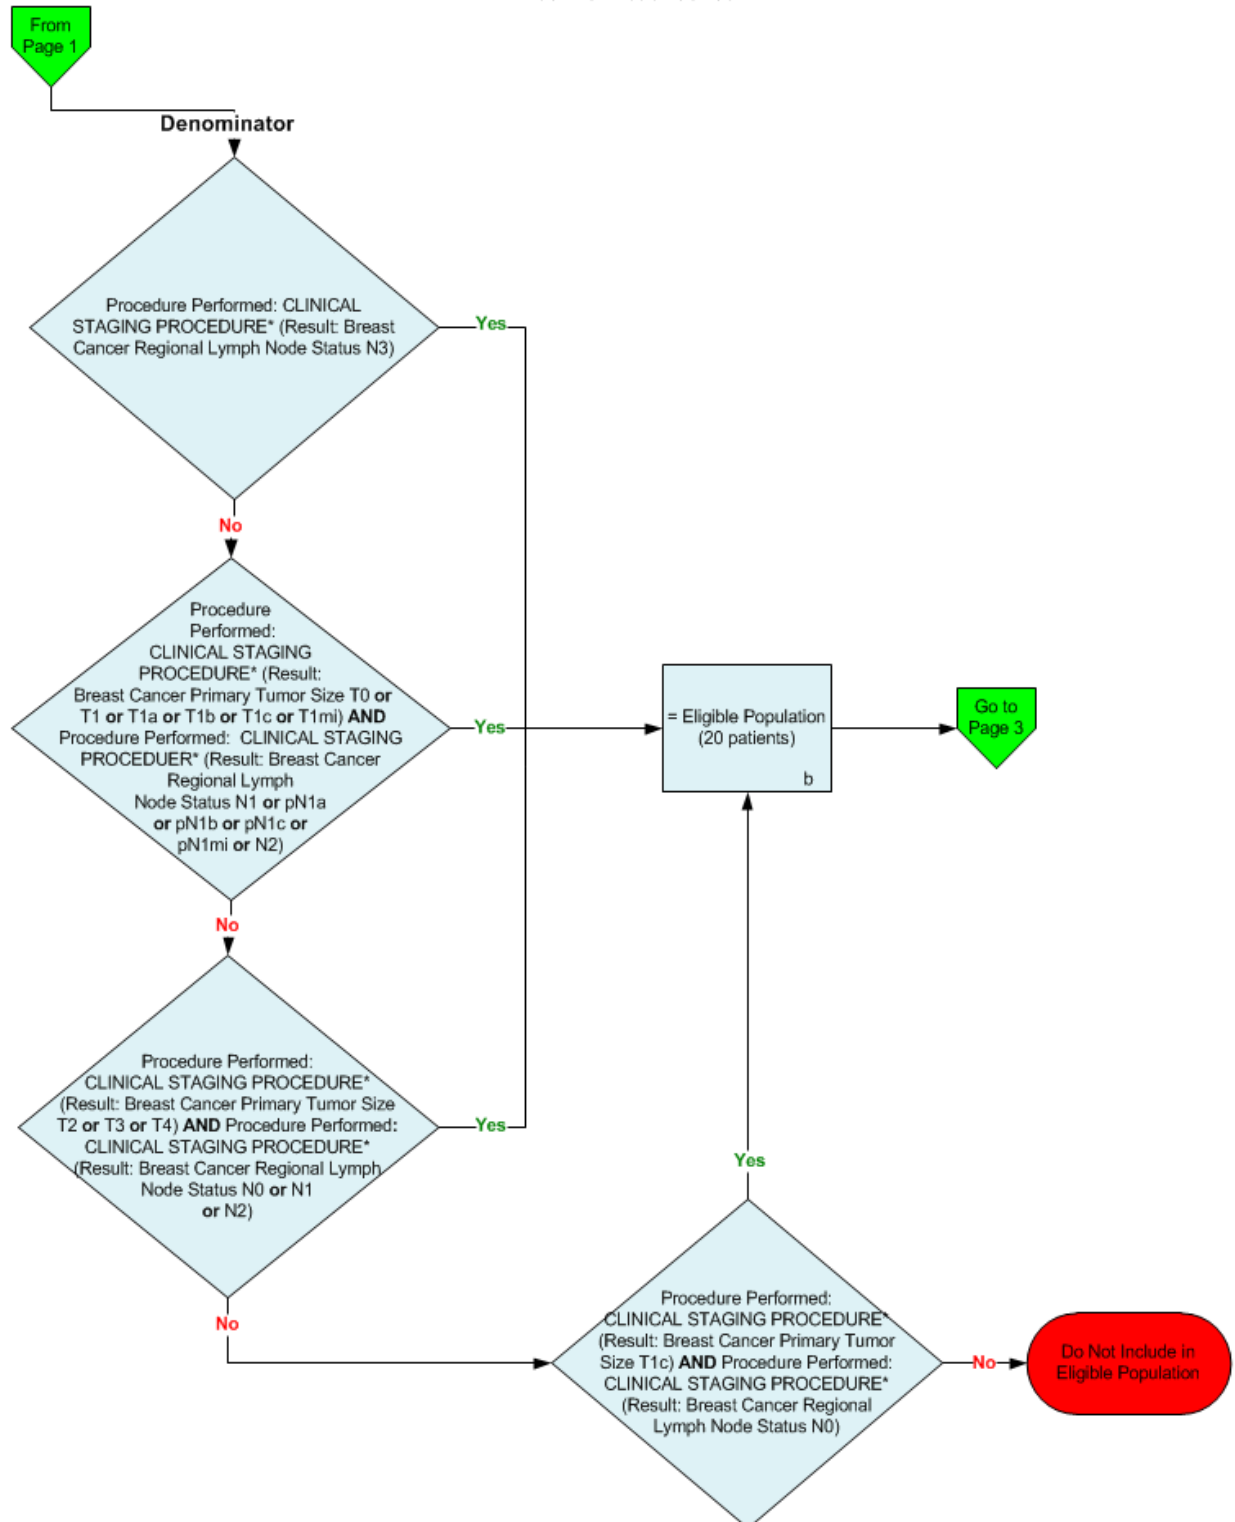 From
Page 1
Denominator
Procedure Performed: CLINICAL
STAGING PROCEDURE* (Result: Breast
Cancer Regional Lymph Node Status N3)
Yes
No
Procedure
Performed:
CLINICAL STAGING
PROCEDURE* (Result:
Breast Cancer Primary Tumor Size T0 or
T1 or T1a or T1b or T1c or T1mi) AND
Procedure Performed: CLINICAL STAGING
PROCEDUER* (Result: Breast Cancer
Regional Lymph
Node Status N1 or pN1a
or pN1b or pN1c or
pN1mi or N2)
Yes
= Eligible Population
(20 patients)
b
Go to
Page 3
No
Procedure Performed:
CLINICAL STAGING PROCEDURE*
(Result: Breast Cancer Primary Tumor Size
T2 or T3 or T4) AND Procedure Performed:
CLINICAL STAGING PROCEDURE*
(Result: Breast Cancer Regional Lymph
Node Status N0 or N1
or N2)
Yes
No
Yes
Procedure Performed:
CLINICAL STAGING PROCEDURE*
(Result: Breast Cancer Primary Tumor
Size T1c) AND Procedure Performed:
CLINICAL STAGING PROCEDURE*
(Result: Breast Cancer Regional
Lymph Node Status N0)
No
Do Not Include in
Eligible Population